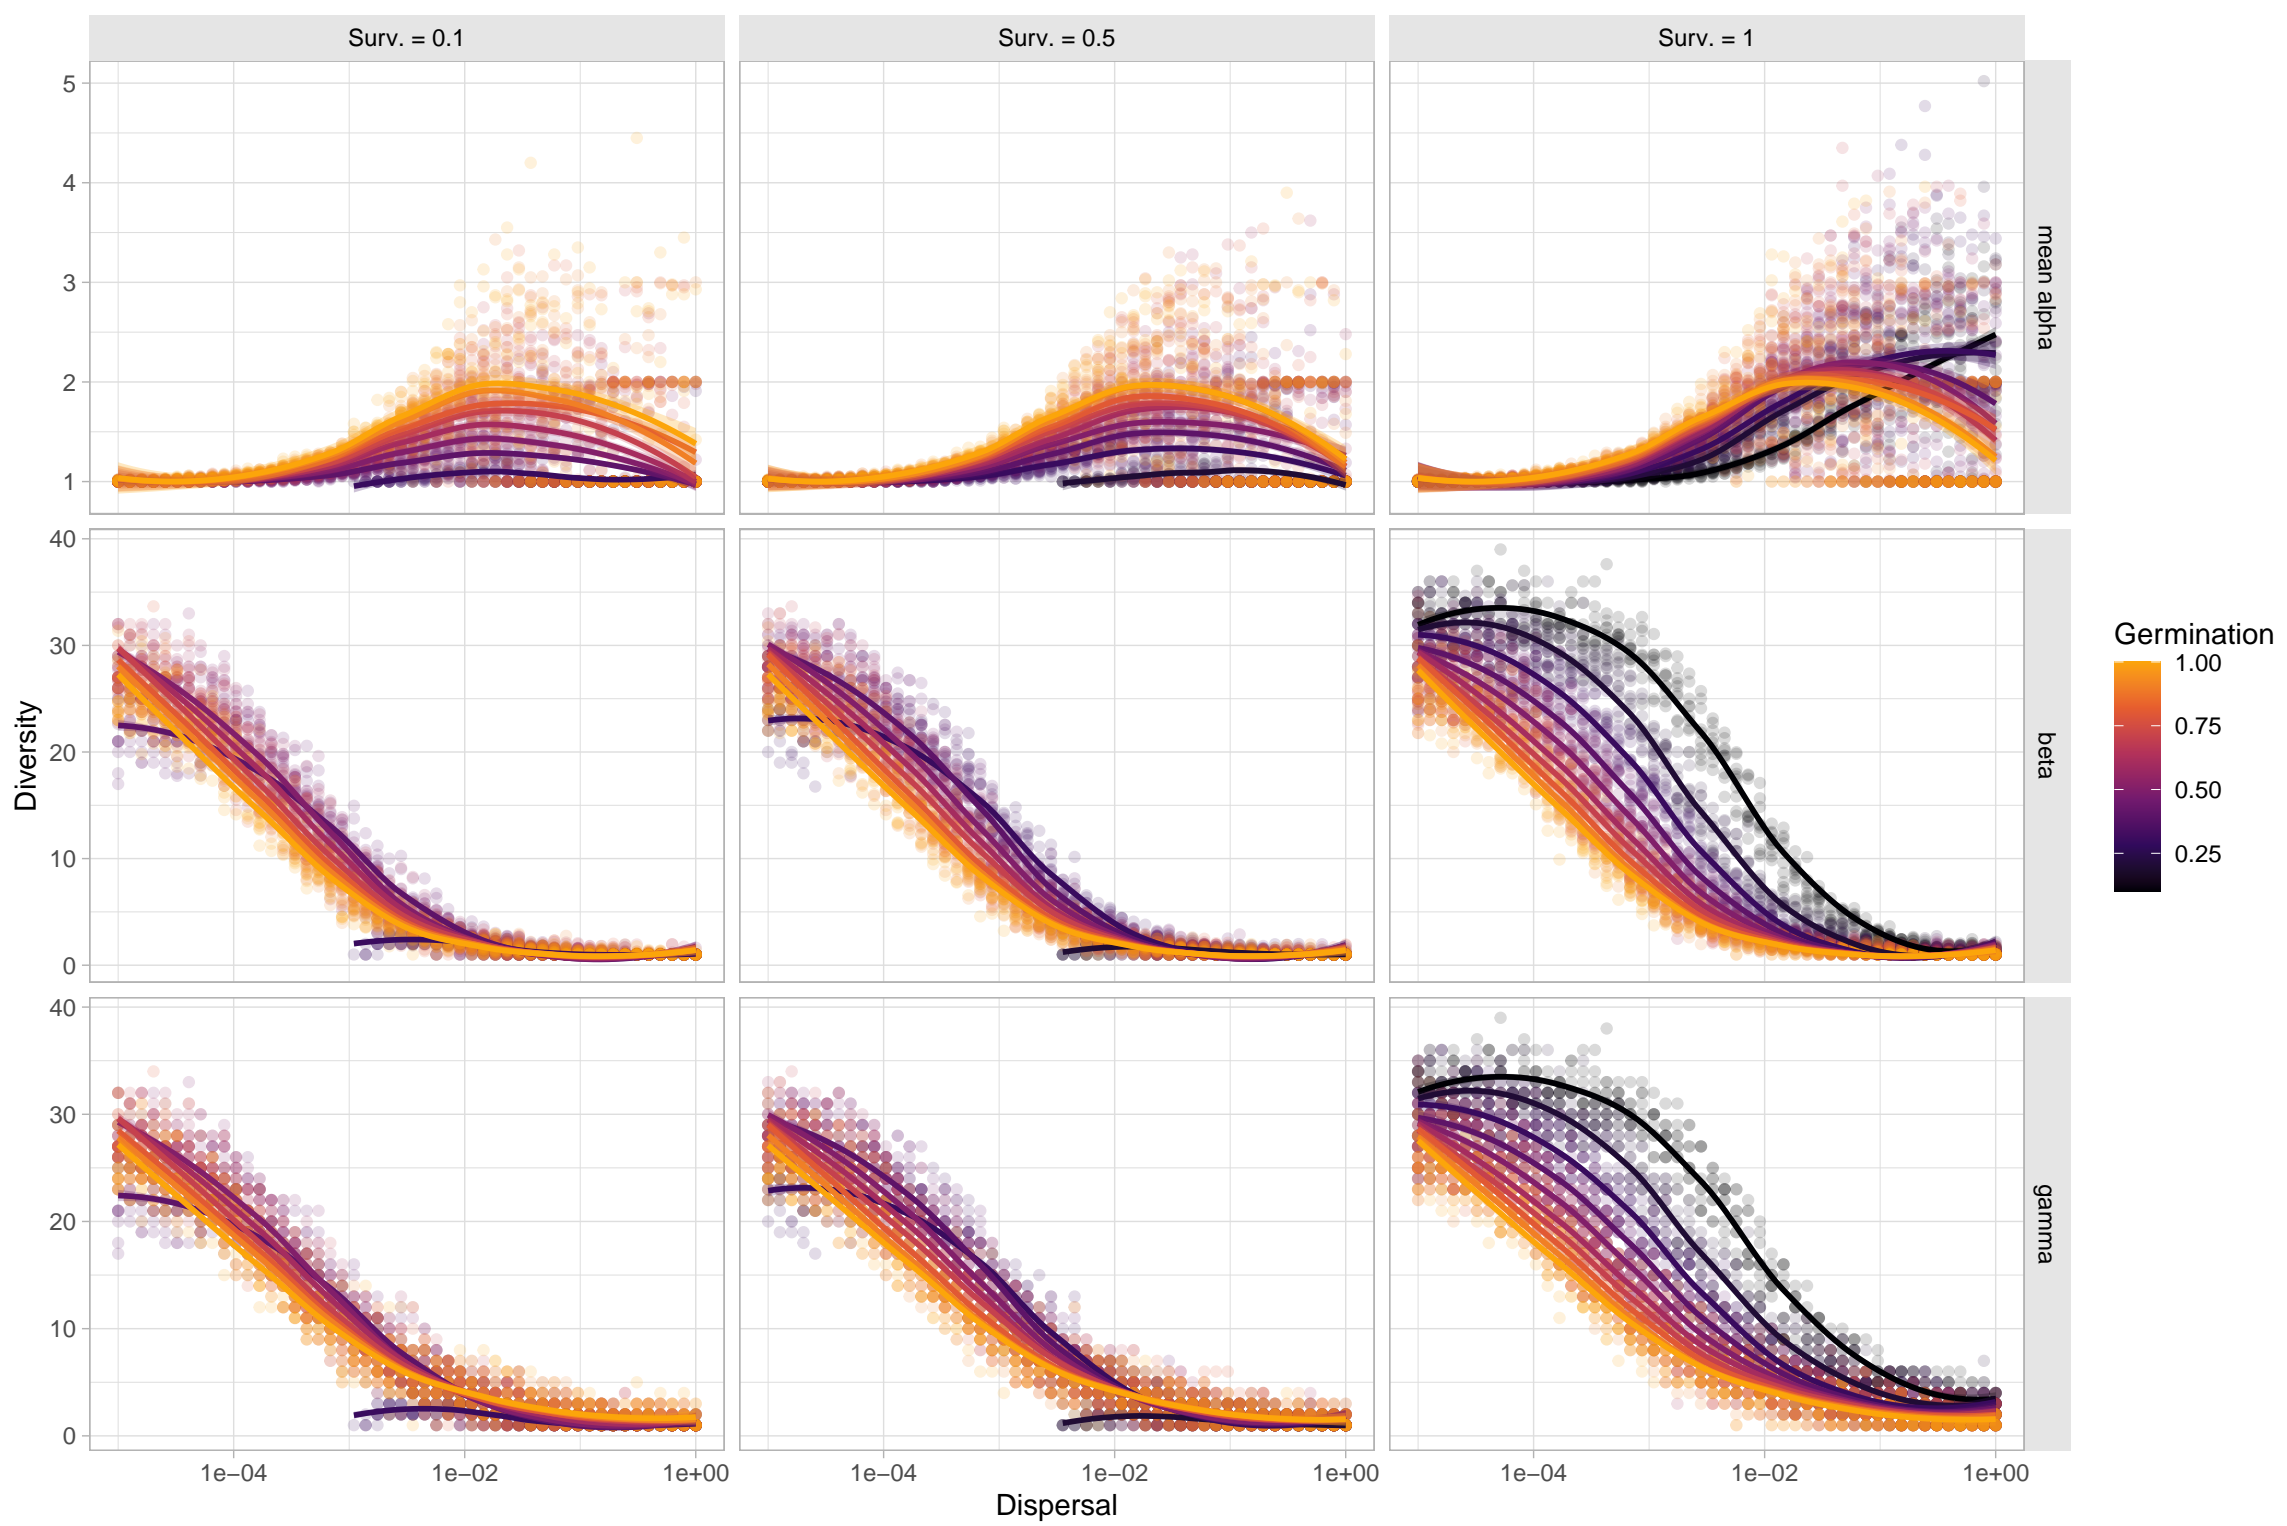 Surv. = 0.1
Surv. = 0.5
Surv. = 1
5
4
3
2
1
mean alpha
40
30
20
10
0
beta
40
30
20
10
0
gamma
Diversity
1e−04
1e−02
1e+00
1e−04
1e−02
1e+00
1e−04
1e−02
1e+00
Dispersal
Germination
1.00
0.75
0.50
0.25